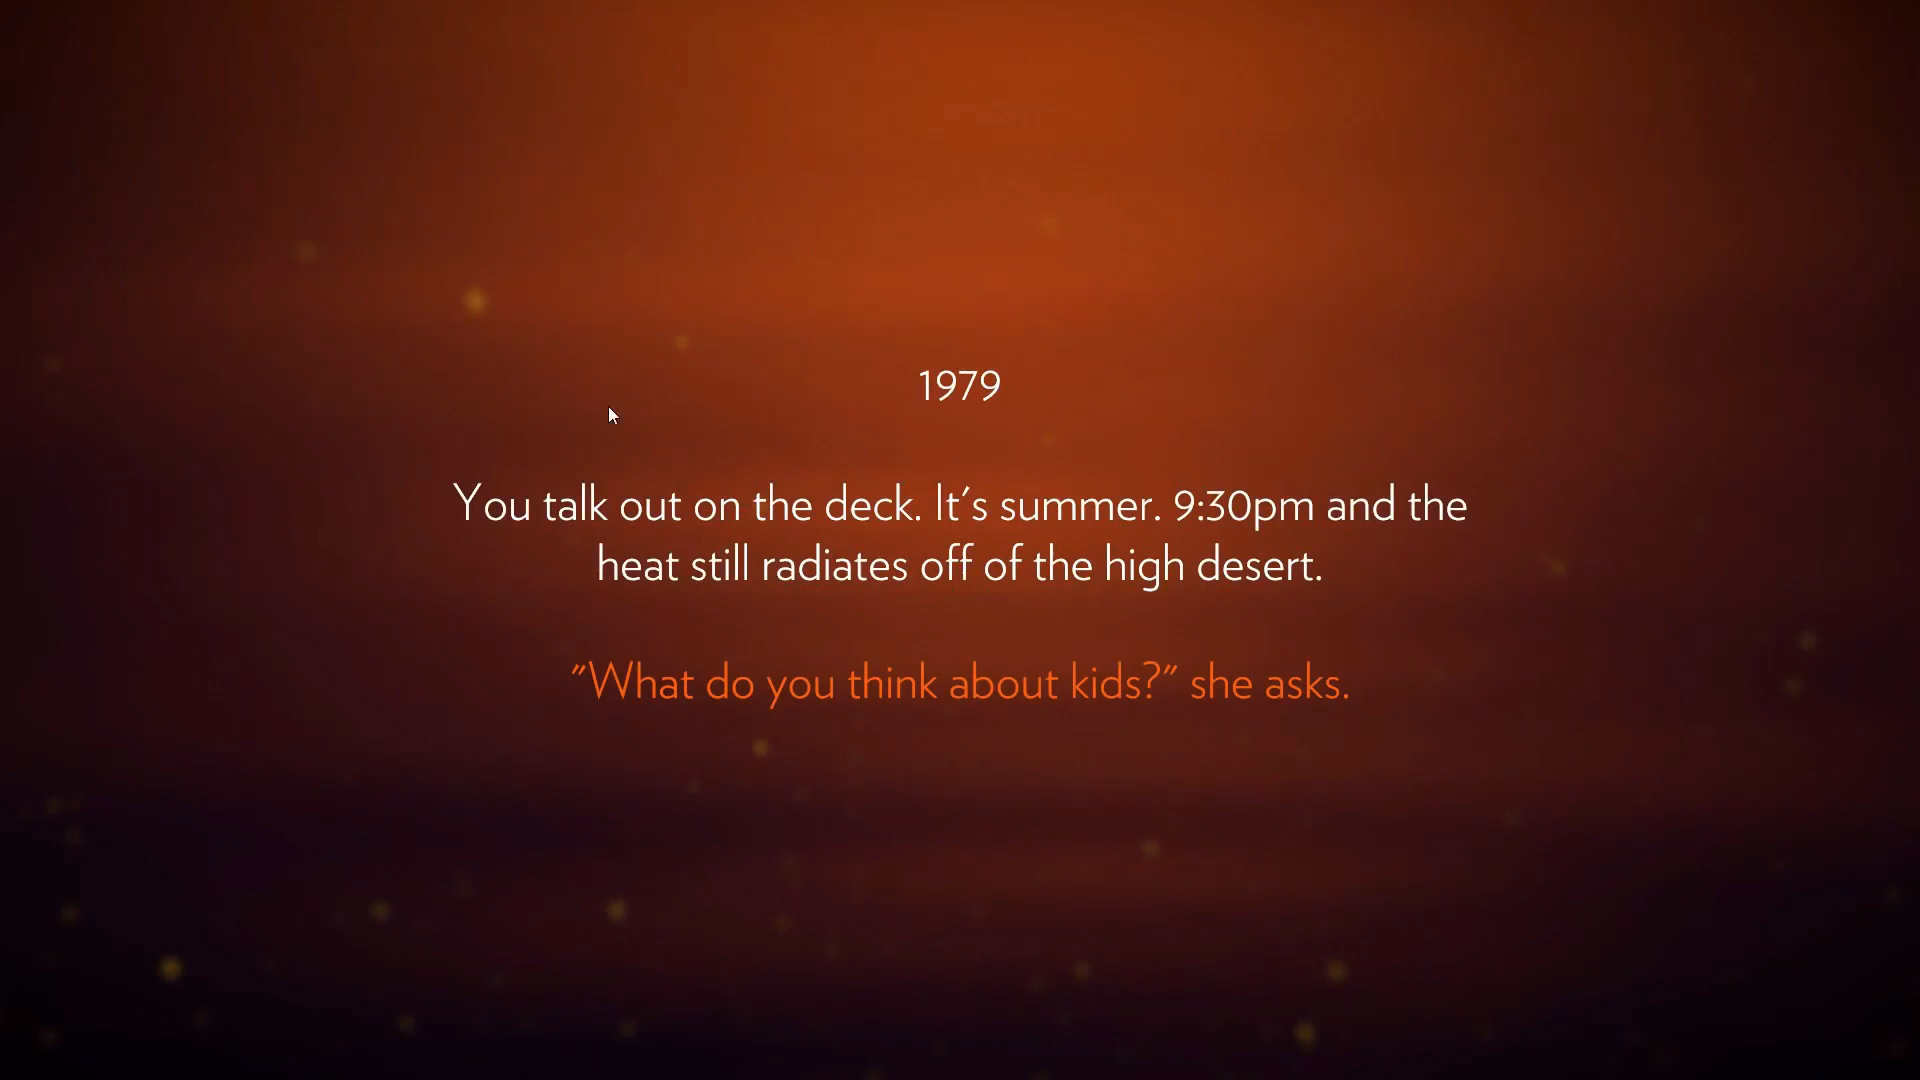 1979
You talk out on the deck. It's summer. 9:30pm and the
heat still radiates off of the high desert.
"What do you think about kids?" she asks.